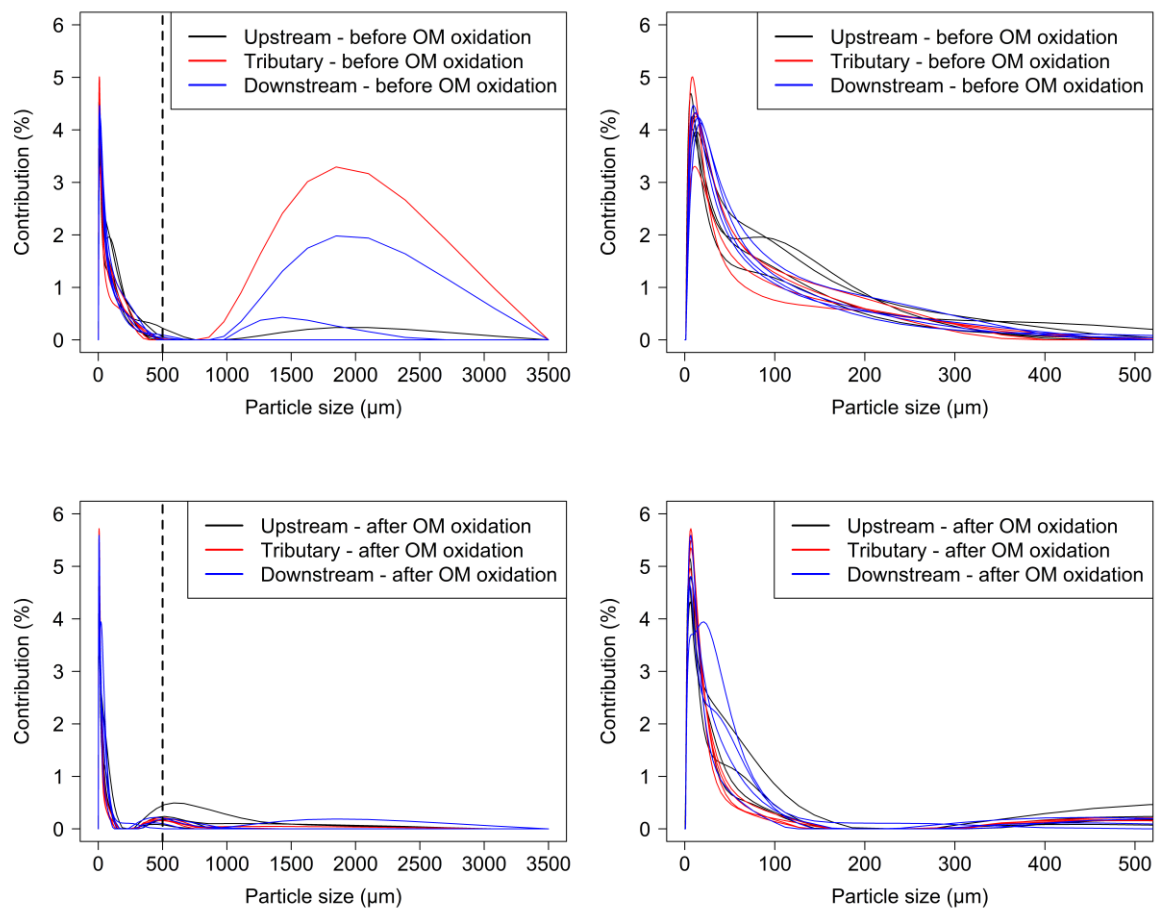 Contribution (%)
6
5
4
3
2
1
0
Upstream - before OM oxidation
Tributary - before OM oxidation
Downstream - before OM oxidation
0 500 1000 1500 2000 2500 3000 3500
Particle size (µm)
Contribution (%)
6
5
4
3
2
1
0
Upstream - before OM oxidation
Tributary - before OM oxidation
Downstream - before OM oxidation
0 100 200 300 400 500
Particle size (µm)
Contribution (%)
6
5
4
3
2
1
0
Upstream - after OM oxidation
Tributary - after OM oxidation
Downstream - after OM oxidation
0 500 1000 1500 2000 2500 3000 3500
Particle size (µm)
Contribution (%)
6
5
4
3
2
1
0
Upstream - after OM oxidation
Tributary - after OM oxidation
Downstream - after OM oxidation
0 100 200 300 400 500
Particle size (µm)